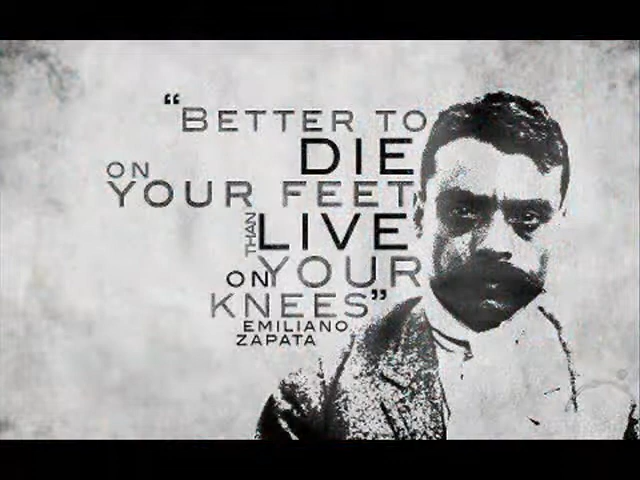 “BETTER TO
DIE
ON
YOUR FEET
THAN LIVE
ON YOUR
KNEES”
EMILIANO
ZAPATA